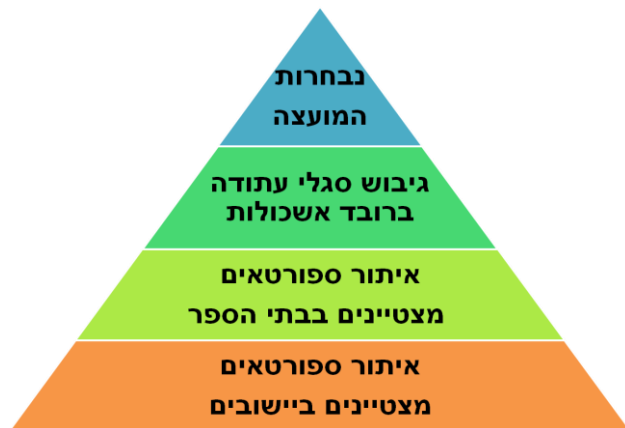 נבחרות
המועצה
גיבוש סגלי עתודה
ברובד אשכולות
איתור ספורטאים
מצטיינים בבתי הספר
איתור ספורטאים
מצטיינים ביישובים